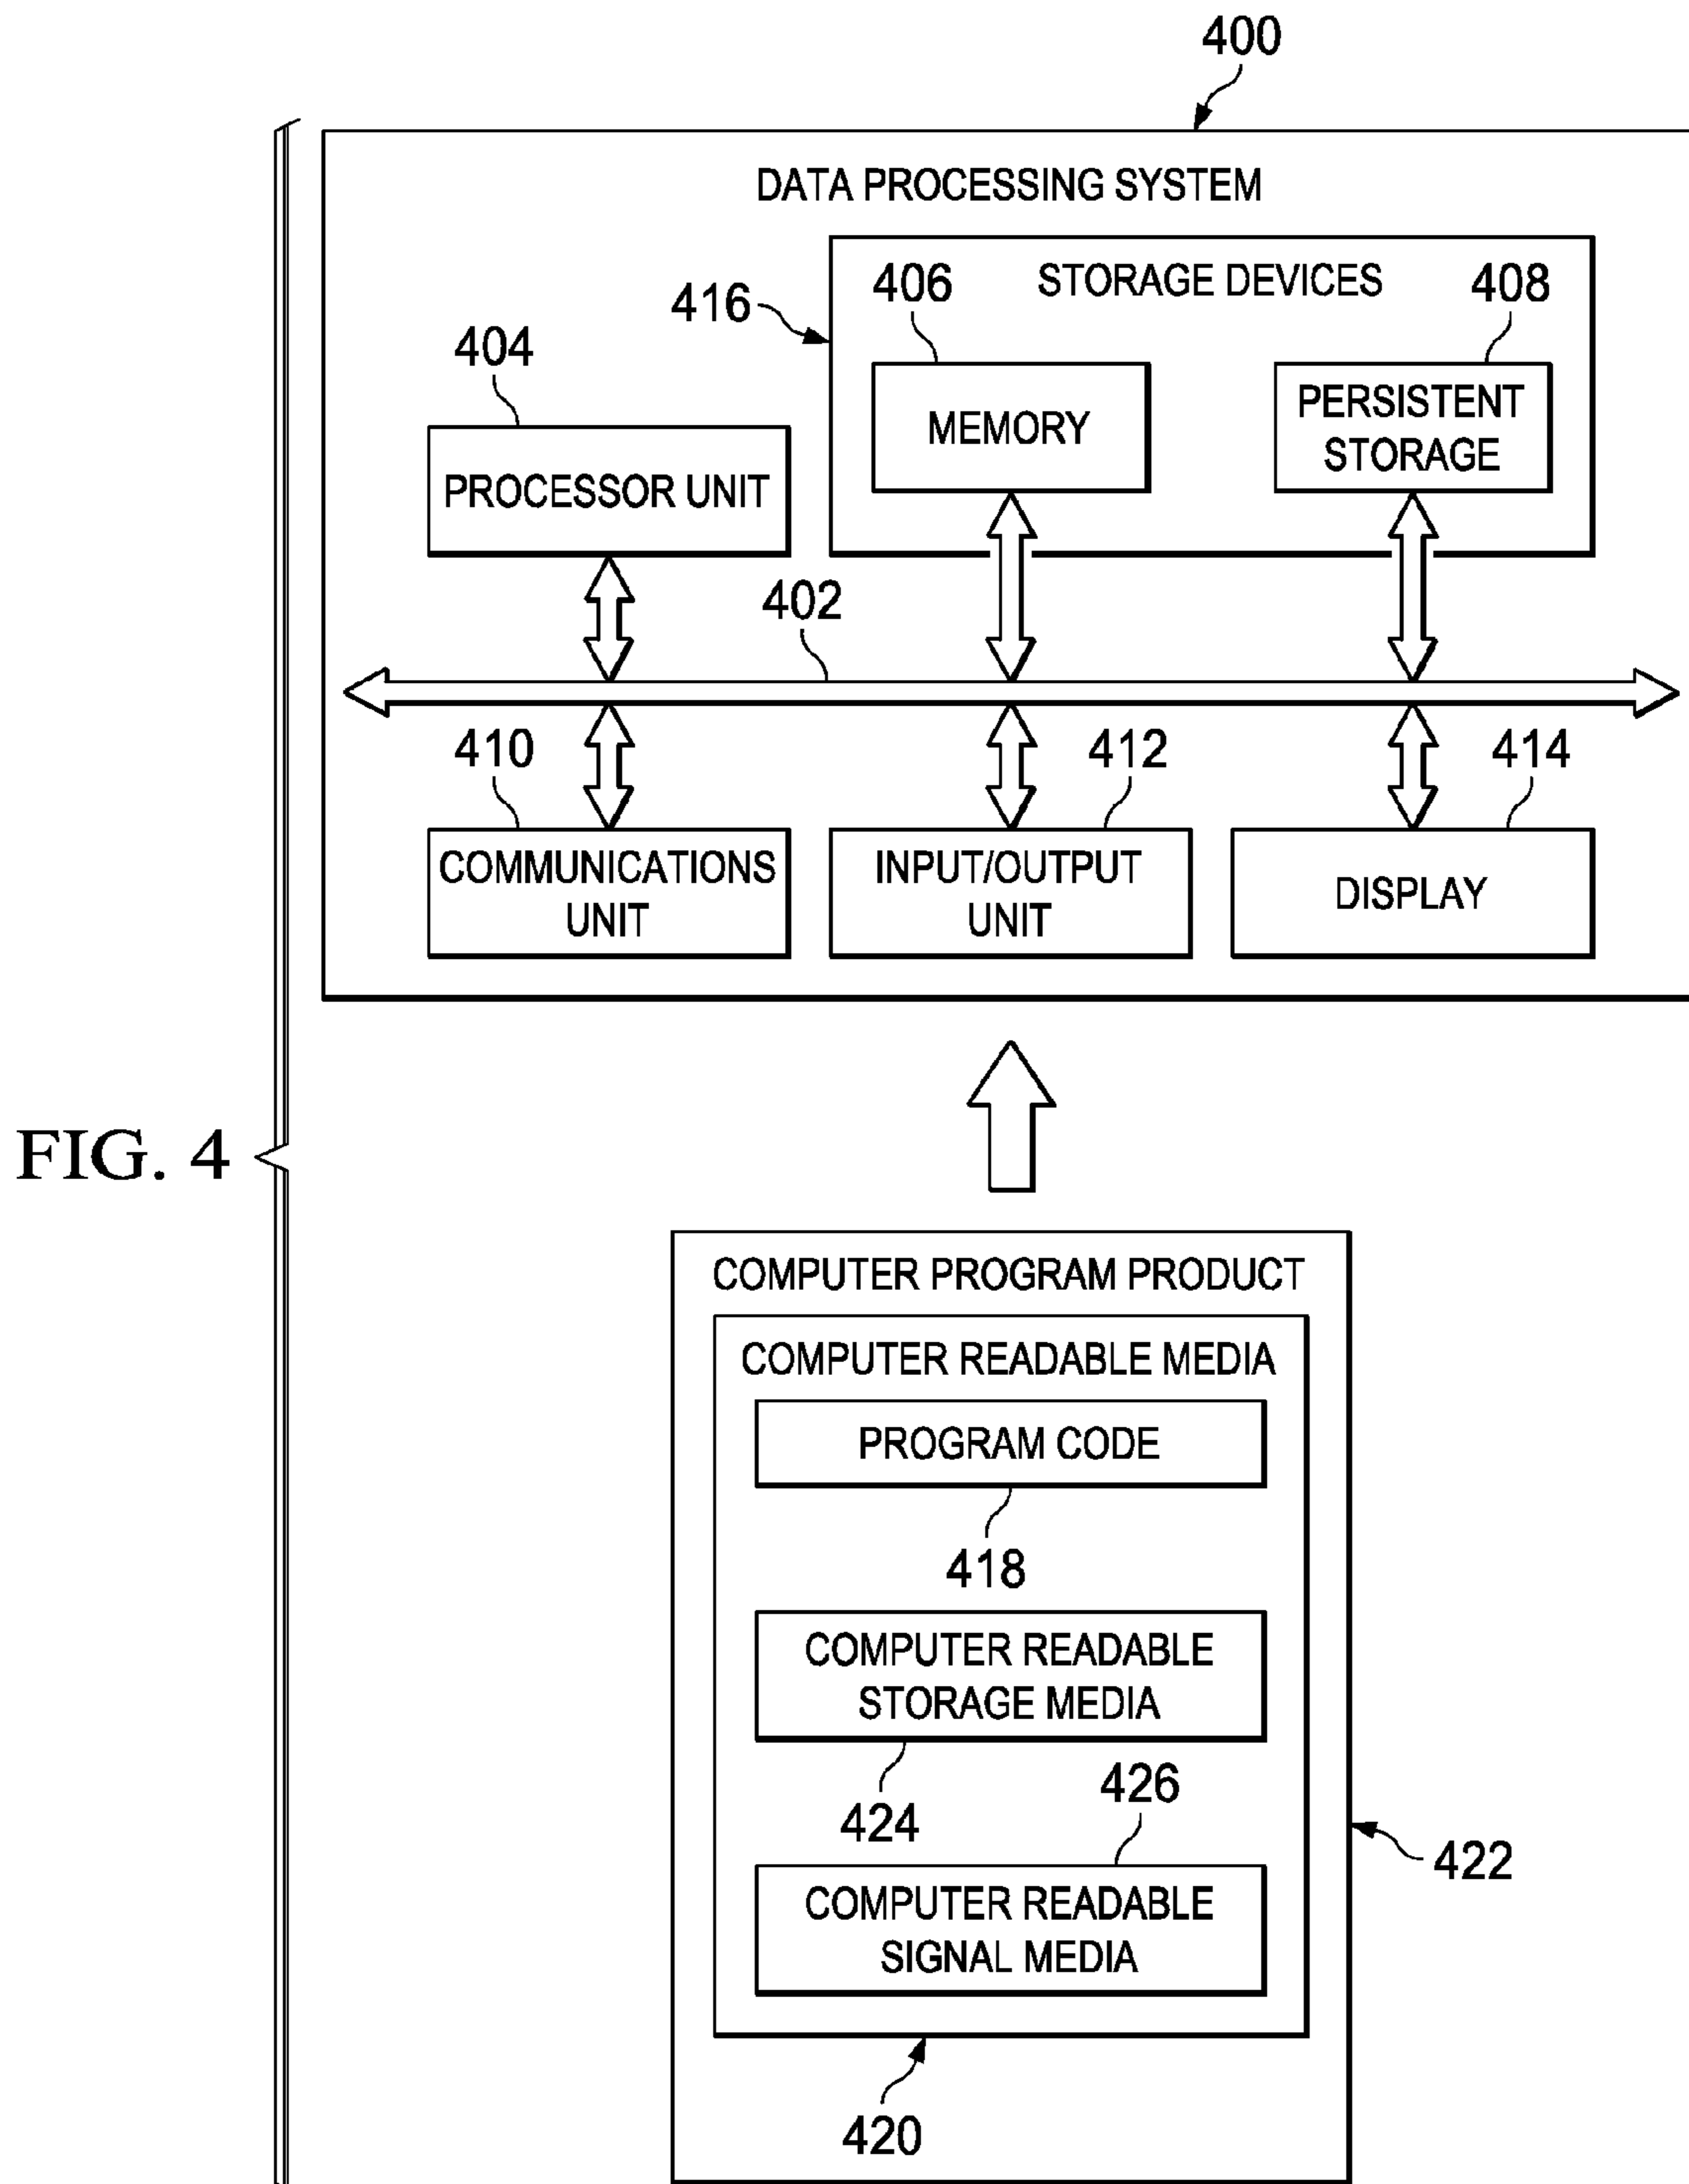 400
DATA PROCESSING SYSTEM
416
406
STORAGE DEVICES
408
404
MEMORY
PERSISTENT
STORAGE
PROCESSOR UNIT
402
410
412
414
COMMUNICATIONS
UNIT
INPUT/OUTPUT
UNIT
DISPLAY
FIG. 4
COMPUTER PROGRAM PRODUCT
COMPUTER READABLE MEDIA
PROGRAM CODE
418
COMPUTER READABLE
STORAGE MEDIA
424
426
422
COMPUTER READABLE
SIGNAL MEDIA
420